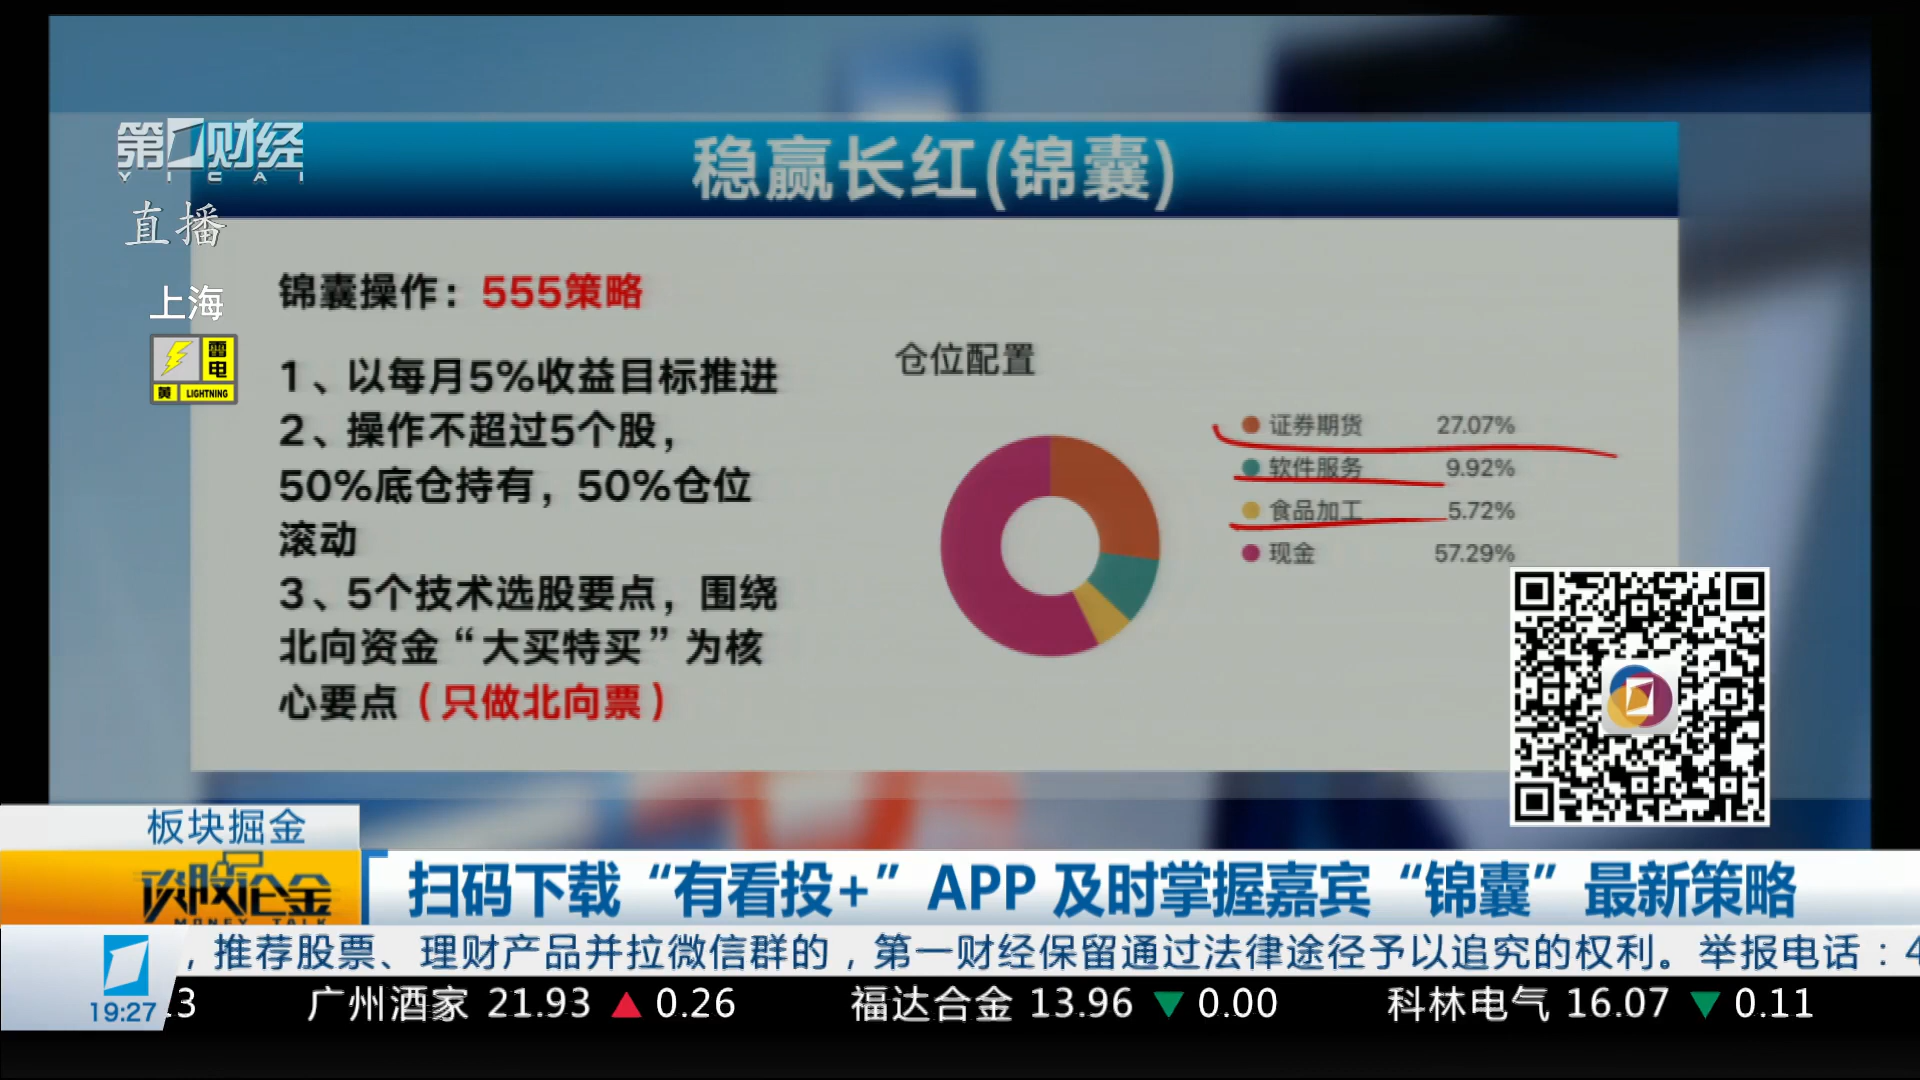 第一财经
YICAI
直播
上海
雷电
黄 LIGHTNING
稳赢长红(锦囊)
锦囊操作：555策略
1、以每月5%收益目标推进
2、操作不超过5个股，
50%底仓持有，50%仓位
滚动
3、5个技术选股要点，围绕
北向资金“大买特买”为核
心要点（只做北向票）
仓位配置
证券期货 27.07%
软件服务 9.92%
食品加工 5.72%
现金 57.29%
板块掘金
谈股论金
MONEY TALK
扫码下载“有看投+”APP 及时掌握嘉宾“锦囊”最新策略
，推荐股票、理财产品并拉微信群的，第一财经保留通过法律途径予以追究的权利。举报电话：4
19:27
.13 广州酒家 21.93 ▲ 0.26 福达合金 13.96 ▼ 0.00 科林电气 16.07 ▼ 0.11